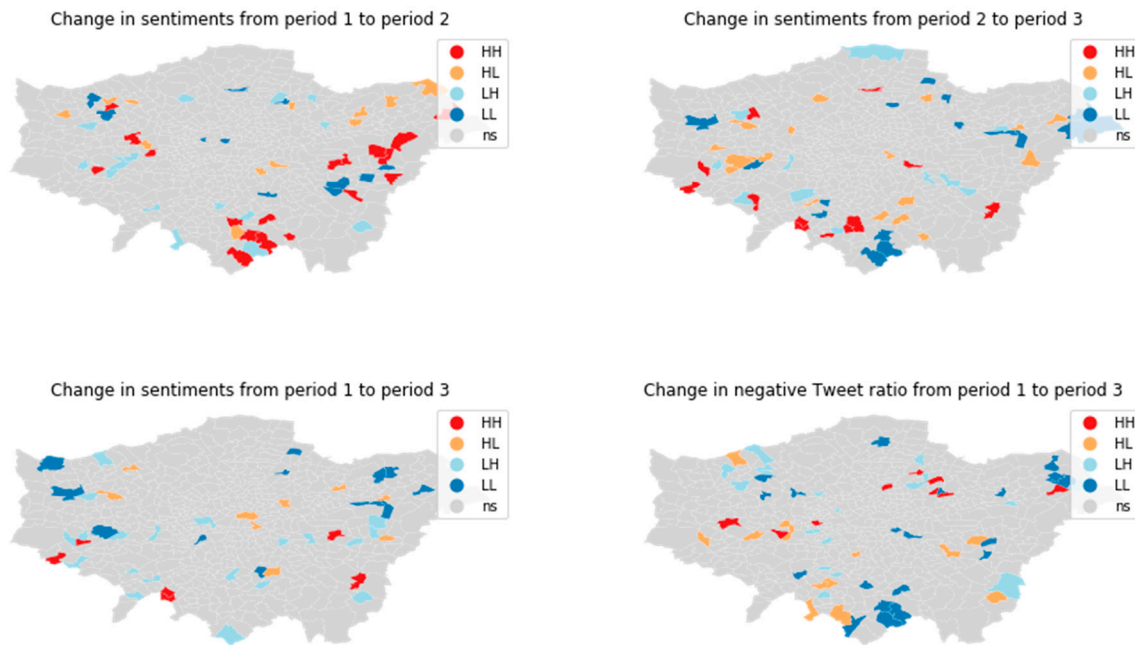 Change in sentiments from period 1 to period 2
HH
HL
LH
LL
ns
Change in sentiments from period 2 to period 3
HH
HL
LH
LL
ns
Change in sentiments from period 1 to period 3
HH
HL
LH
LL
ns
Change in negative Tweet ratio from period 1 to period 3
HH
HL
LH
LL
ns